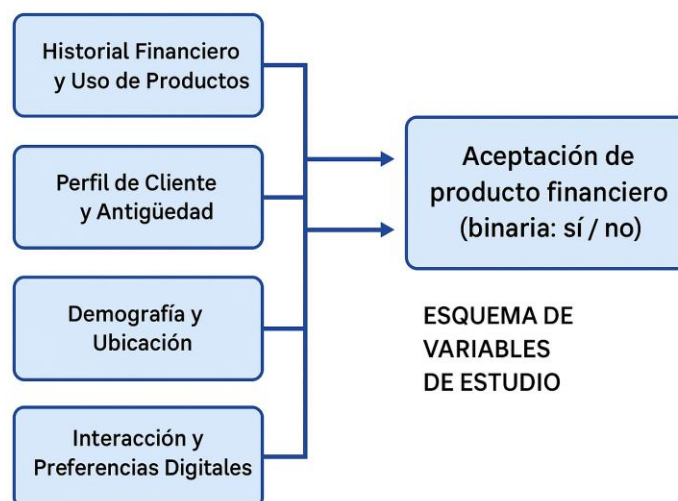 Historial Financiero
y Uso de Productos
Perfil de Cliente
y Antigüedad
Demografía y
Ubicación
Interacción y
Preferencias Digitales
Aceptación de
producto financiero
(binaria: sí / no)
ESQUEMA DE
VARIABLES
DE ESTUDIO